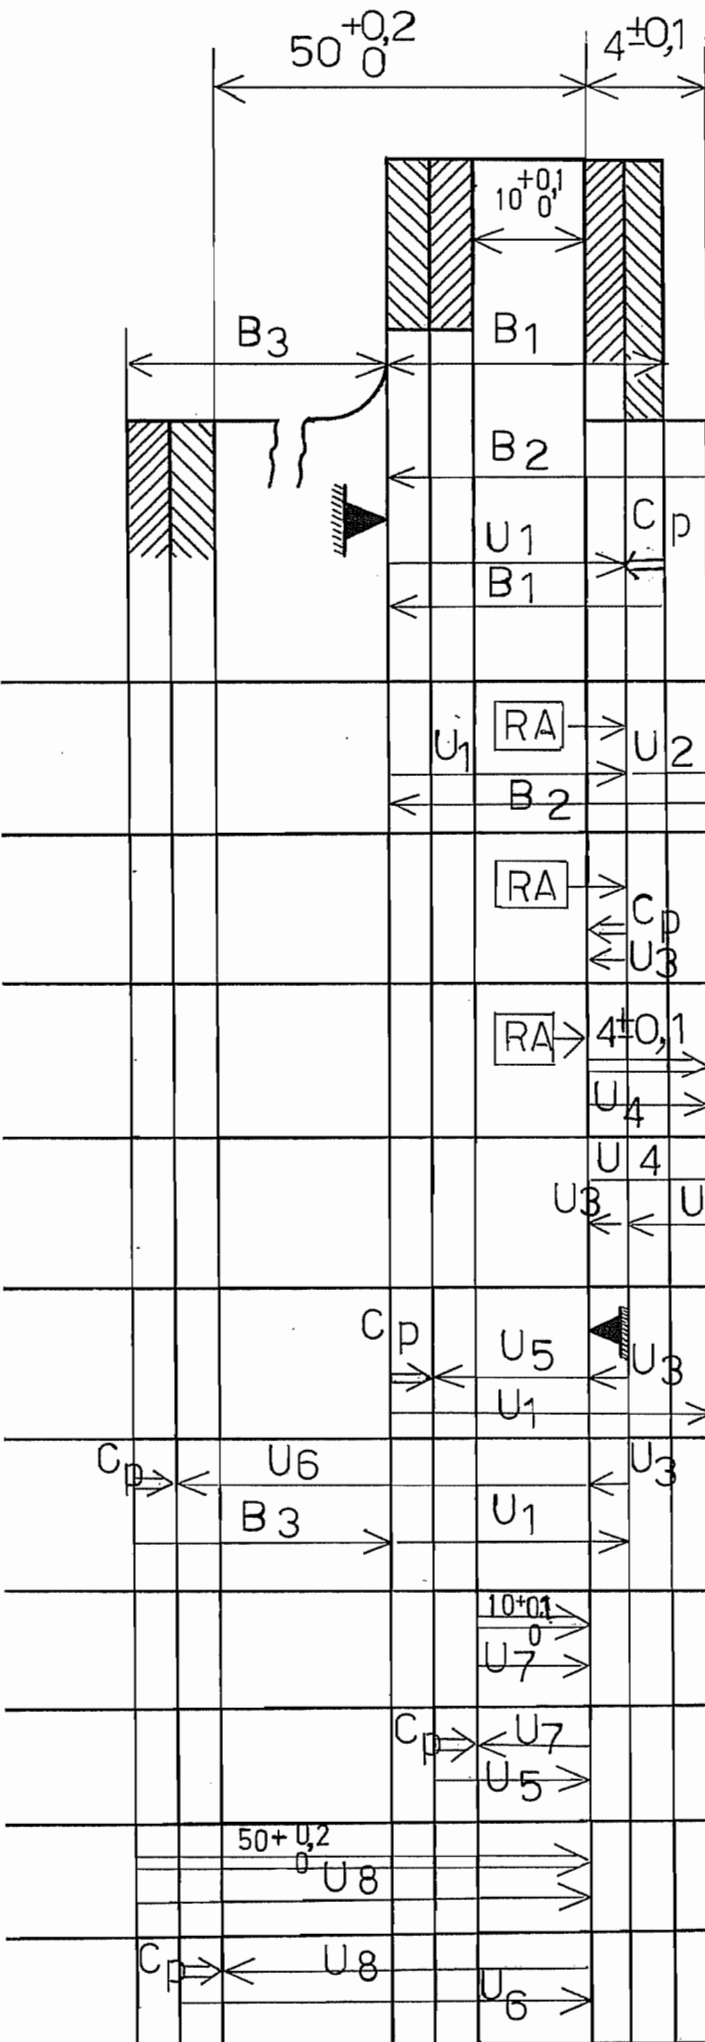 50 +0,2 0 4±0,1
10 +0,1 0
B3 B1
B2
Cp
U1
B1
RA
U1 U2
B2
RA
Cp
U3
RA 4±0,1
U4
U4
U3 U
Cp U5 U3
U1
Cp U6 U3
B3 U1
10+0,1 0
U7
Cp U7
U5
50+0,2 0
U8
Cp U8
U6